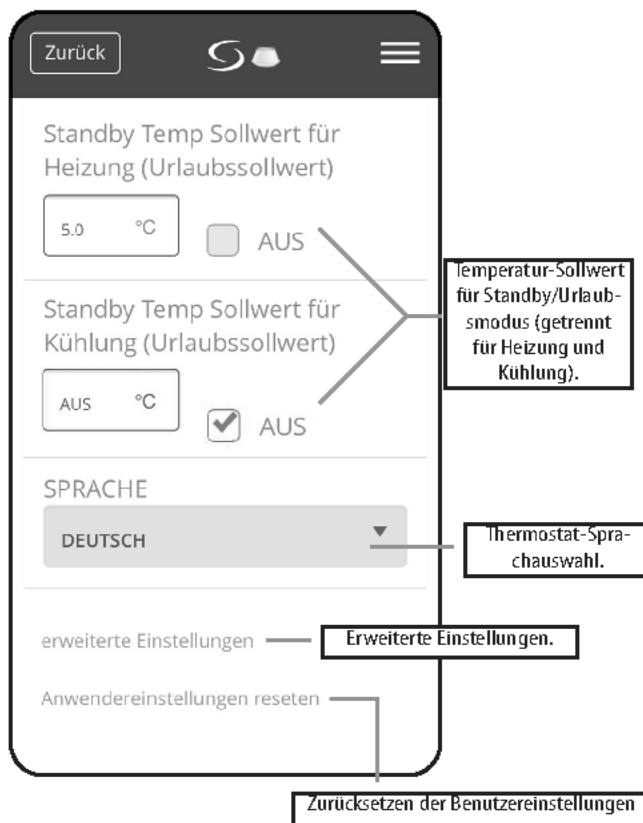 Zurück
Standby Temp Sollwert für
Heizung (Urlaubssollwert)
5.0 °C
AUS
Temperatur-Sollwert
für Standby/Urlaub-
smodus (getrennt
für Heizung und
Kühlung).
Standby Temp Sollwert für
Kühlung (Urlaubssollwert)
AUS °C
AUS
SPRACHE
DEUTSCH
Thermostat-Spra-
chauswahl.
erweiterte Einstellungen
Erweiterte Einstellungen.
Anwendereinstellungen reseten
Zurücksetzen der Benutzereinstellungen